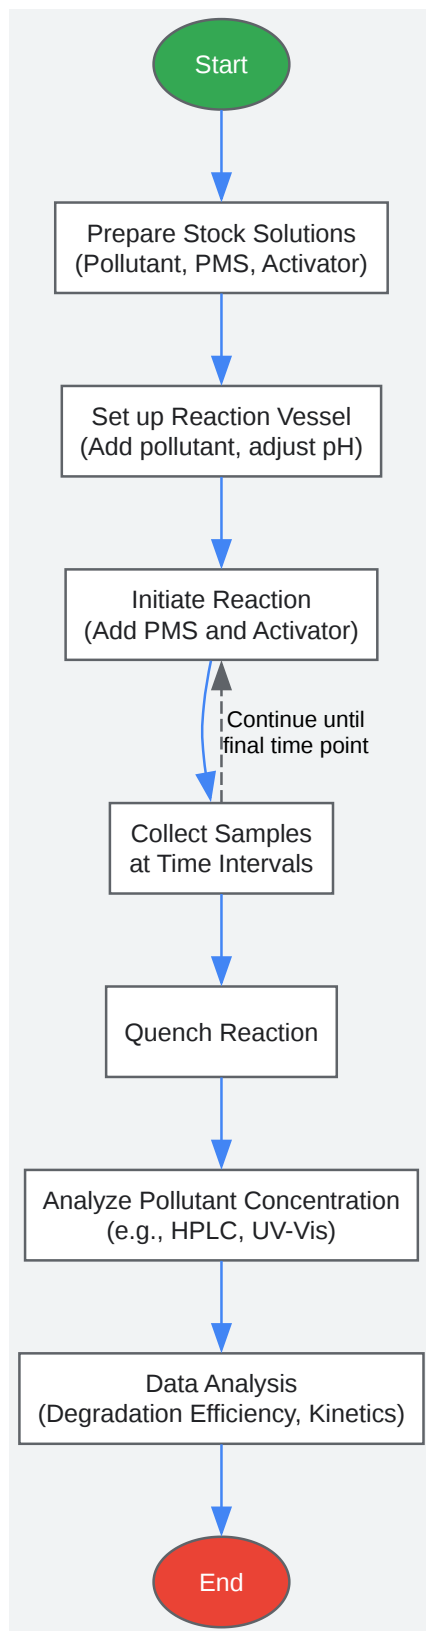 Start
Prepare Stock Solutions
(Pollutant, PMS, Activator)
Set up Reaction Vessel
(Add pollutant, adjust pH)
Initiate Reaction
(Add PMS and Activator)
Continue until
final time point
Collect Samples
at Time Intervals
Quench Reaction
Analyze Pollutant Concentration
(e.g., HPLC, UV-Vis)
Data Analysis
(Degradation Efficiency, Kinetics)
End